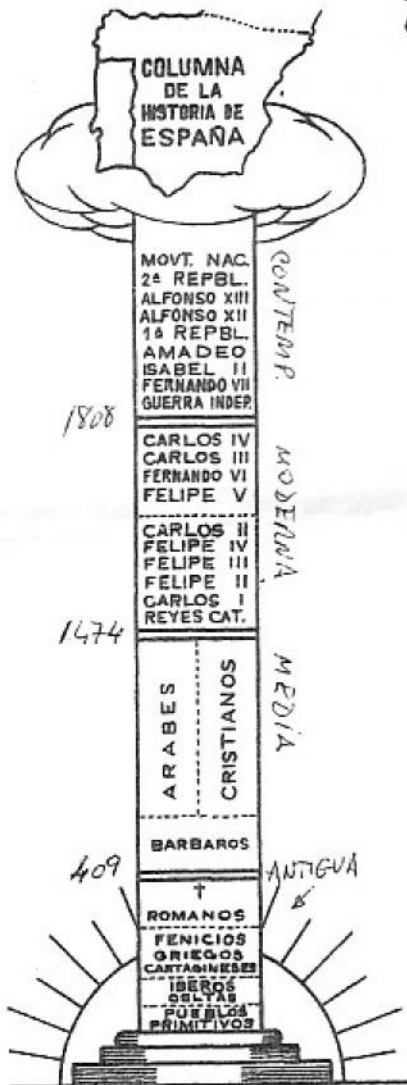 COLUMNA
DE LA
HISTORIA DE
ESPAÑA
MOVT. NAC.
2ª REPBL.
ALFONSO XIII
ALFONSO XII
1ª REPBL.
AMADEO
ISABEL II
FERNANDO VII
GUERRA INDEP.
CONTEMP.
1808
CARLOS IV
CARLOS III
FERNANDO VI
FELIPE V
CARLOS II
FELIPE IV
FELIPE III
FELIPE II
CARLOS I
REYES CAT.
MODERNA
1474
ARABES
CRISTIANOS
BARBAROS
MEDIA
409
ANTIGUA
ROMANOS
FENICIOS
GRIEGOS
CARTAGINESES
IBEROS
CELTAS
PUEBLOS
PRIMITIVOS